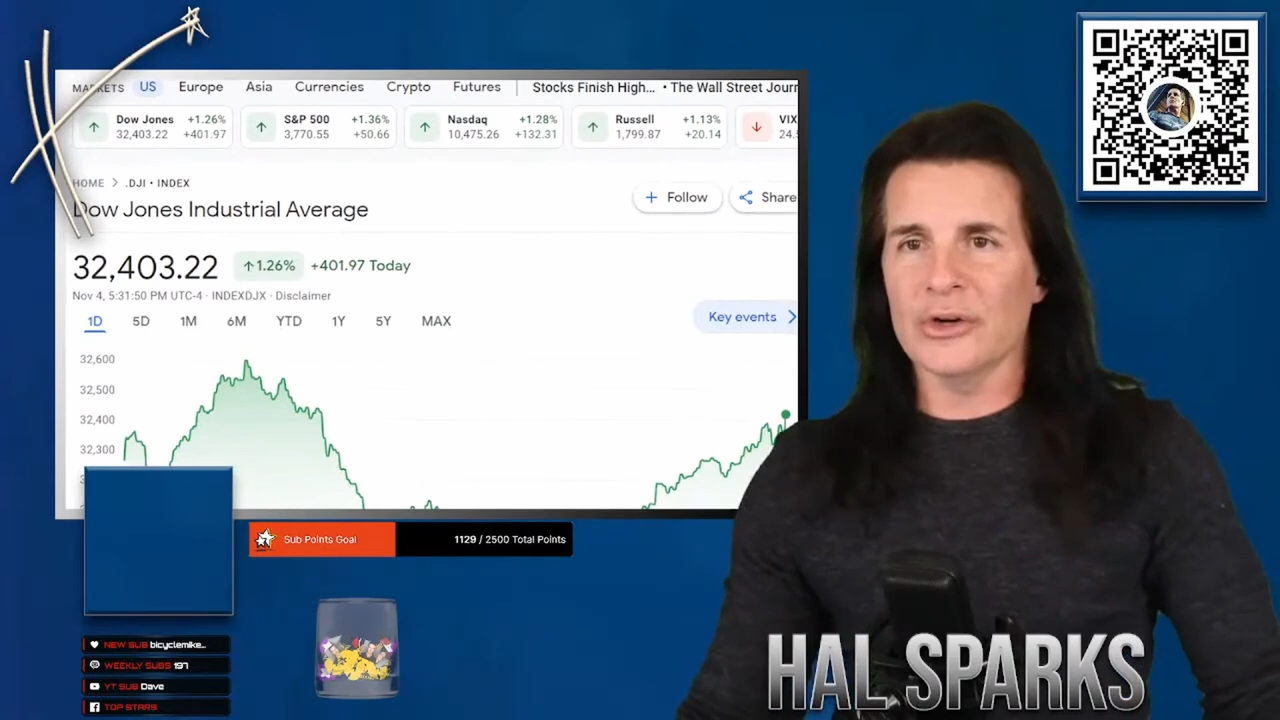 MARKETS US Europe Asia Currencies Crypto Futures Stocks Finish High... • The Wall Street Journ
Dow Jones +1.26%
32,403.22 +401.97
S&P 500 +1.36%
3,770.55 +50.66
Nasdaq +1.28%
10,475.26 +132.31
Russell +1.13%
1,799.87 +20.14
VIX
24.5
HOME > .DJI • INDEX
Dow Jones Industrial Average
+ Follow
Share
32,403.22 ↑1.26% +401.97 Today
Nov 4, 5:31:50 PM UTC-4 · INDEXDJX · Disclaimer
1D 5D 1M 6M YTD 1Y 5Y MAX
Key events >
32,600
32,500
32,400
32,300
Sub Points Goal 1129 / 2500 Total Points
NEW SUB bicyclemike...
WEEKLY SUBS 197
YT SUB Dave
TOP STARS
HAL SPARKS